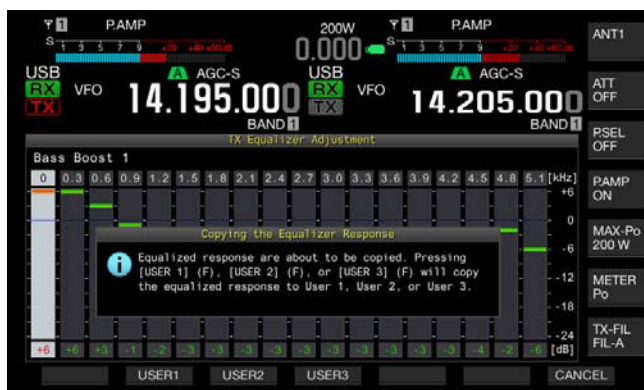 1 P.AMP
200W
1 P.AMP
ANT1
S 1 3 5 7 9 +20 +40 +60dB
0.000
S 1 3 5 7 9 +20 +40 +60dB
USB
A AGC-S
USB
A AGC-S
ATT
OFF
RX
VFO
RX
VFO
TX
14.195.000
TX
14.205.000
BAND 1
BAND 1
P.SEL
OFF
TX Equalizer Adjustment
Bass Boost 1
0 0.3 0.6 0.9 1.2 1.5 1.8 2.1 2.4 2.7 3.0 3.3 3.6 3.9 4.2 4.5 4.8 5.1 [kHz]
P.AMP
ON
+6
0
-6
-12
-18
-24
Copying the Equalizer Response
Equalized response are about to be copied. Pressing
[USER 1] (F), [USER 2] (F), or [USER 3] (F) will copy
the equalized response to User 1, User 2, or User 3.
MAX-Po
200 W
METER
Po
TX-FIL
FIL-A
+6 +6 +3 -1 -2 -3 -3 -3 -3 -3 -3 -3 -3 -3 -3 -4 -2 -6 [dB]
USER1 USER2 USER3 CANCEL